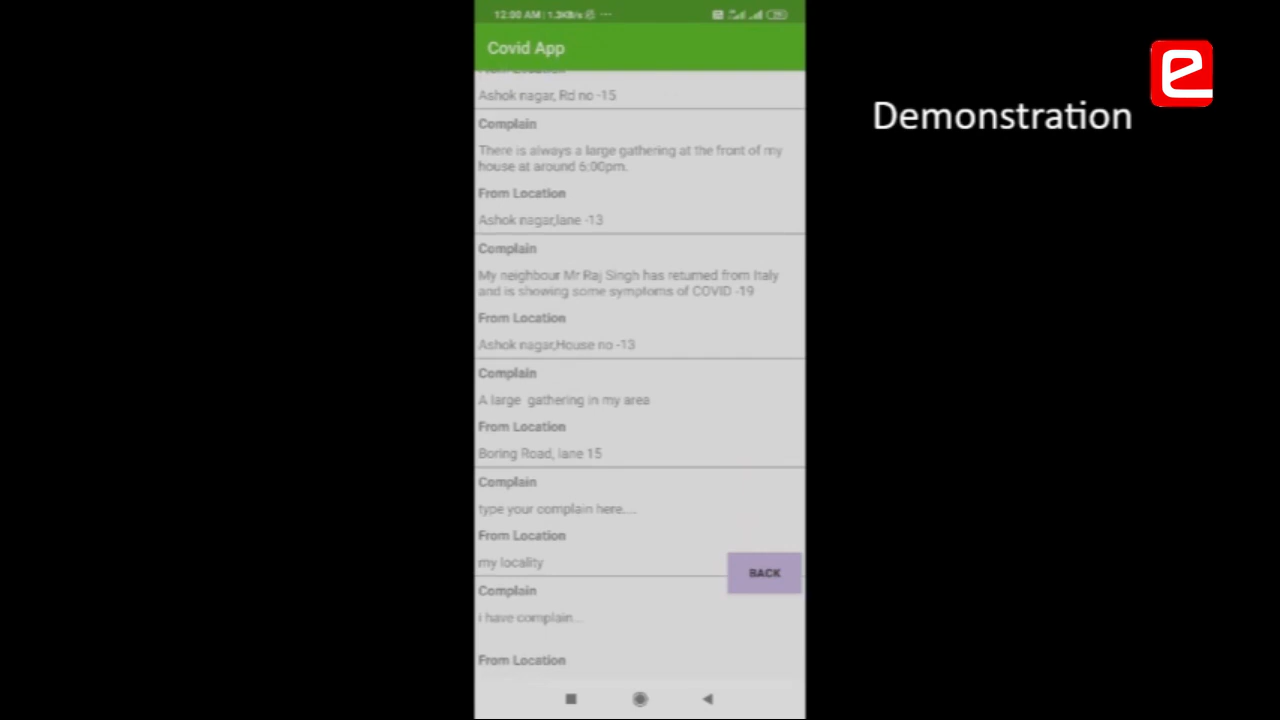 12:00 AM | 1.3KB/s
Covid App
From Location
Ashok nagar, Rd no -15
Complain
There is always a large gathering at the front of my
house at around 6:00pm.
From Location
Ashok nagar,lane -13
Complain
My neighbour Mr Raj Singh has returned from Italy
and is showing some symptoms of COVID -19
From Location
Ashok nagar,House no -13
Complain
A large  gathering in my area
From Location
Boring Road, lane 15
Complain
type your complain here....
From Location
my locality
BACK
Complain
i have complain...
From Location
Demonstration
e